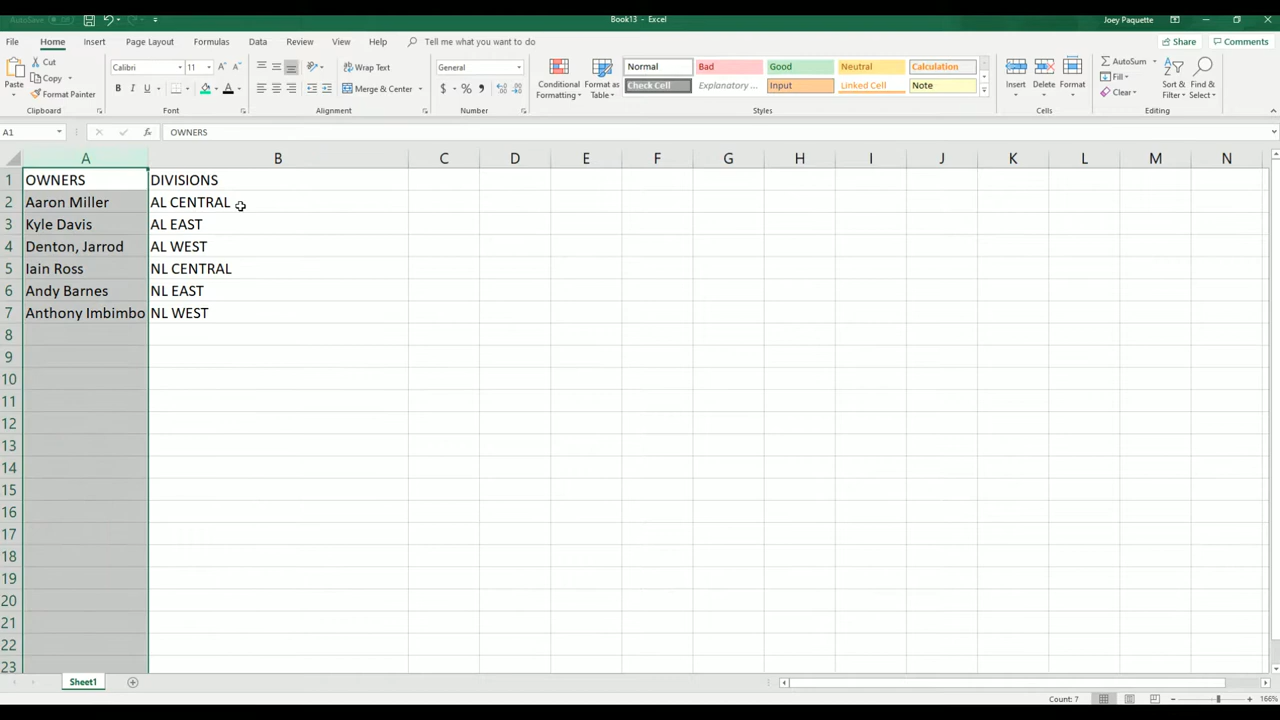 AutoSave Off
Book13 - Excel
Joey Paquette
File Home Insert Page Layout Formulas Data Review View Help Tell me what you want to do Share Comments
Paste
Cut
Copy
Format Painter
Clipboard
Calibri 11
B I U
Font
Wrap Text
Merge & Center
Alignment
General
$ % ,
Number
Conditional Formatting
Format as Table
Normal Bad Good Neutral Calculation
Check Cell Explanatory ... Input Linked Cell Note
Styles
Insert Delete Format
Cells
AutoSum
Fill
Clear
Sort & Filter
Find & Select
Editing
A1 fx OWNERS
A B C D E F G H I J K L M N
1 OWNERS DIVISIONS
2 Aaron Miller AL CENTRAL
3 Kyle Davis AL EAST
4 Denton, Jarrod AL WEST
5 Iain Ross NL CENTRAL
6 Andy Barnes NL EAST
7 Anthony Imbimbo NL WEST
8
9
10
11
12
13
14
15
16
17
18
19
20
21
22
23
Sheet1
Count: 7 166%